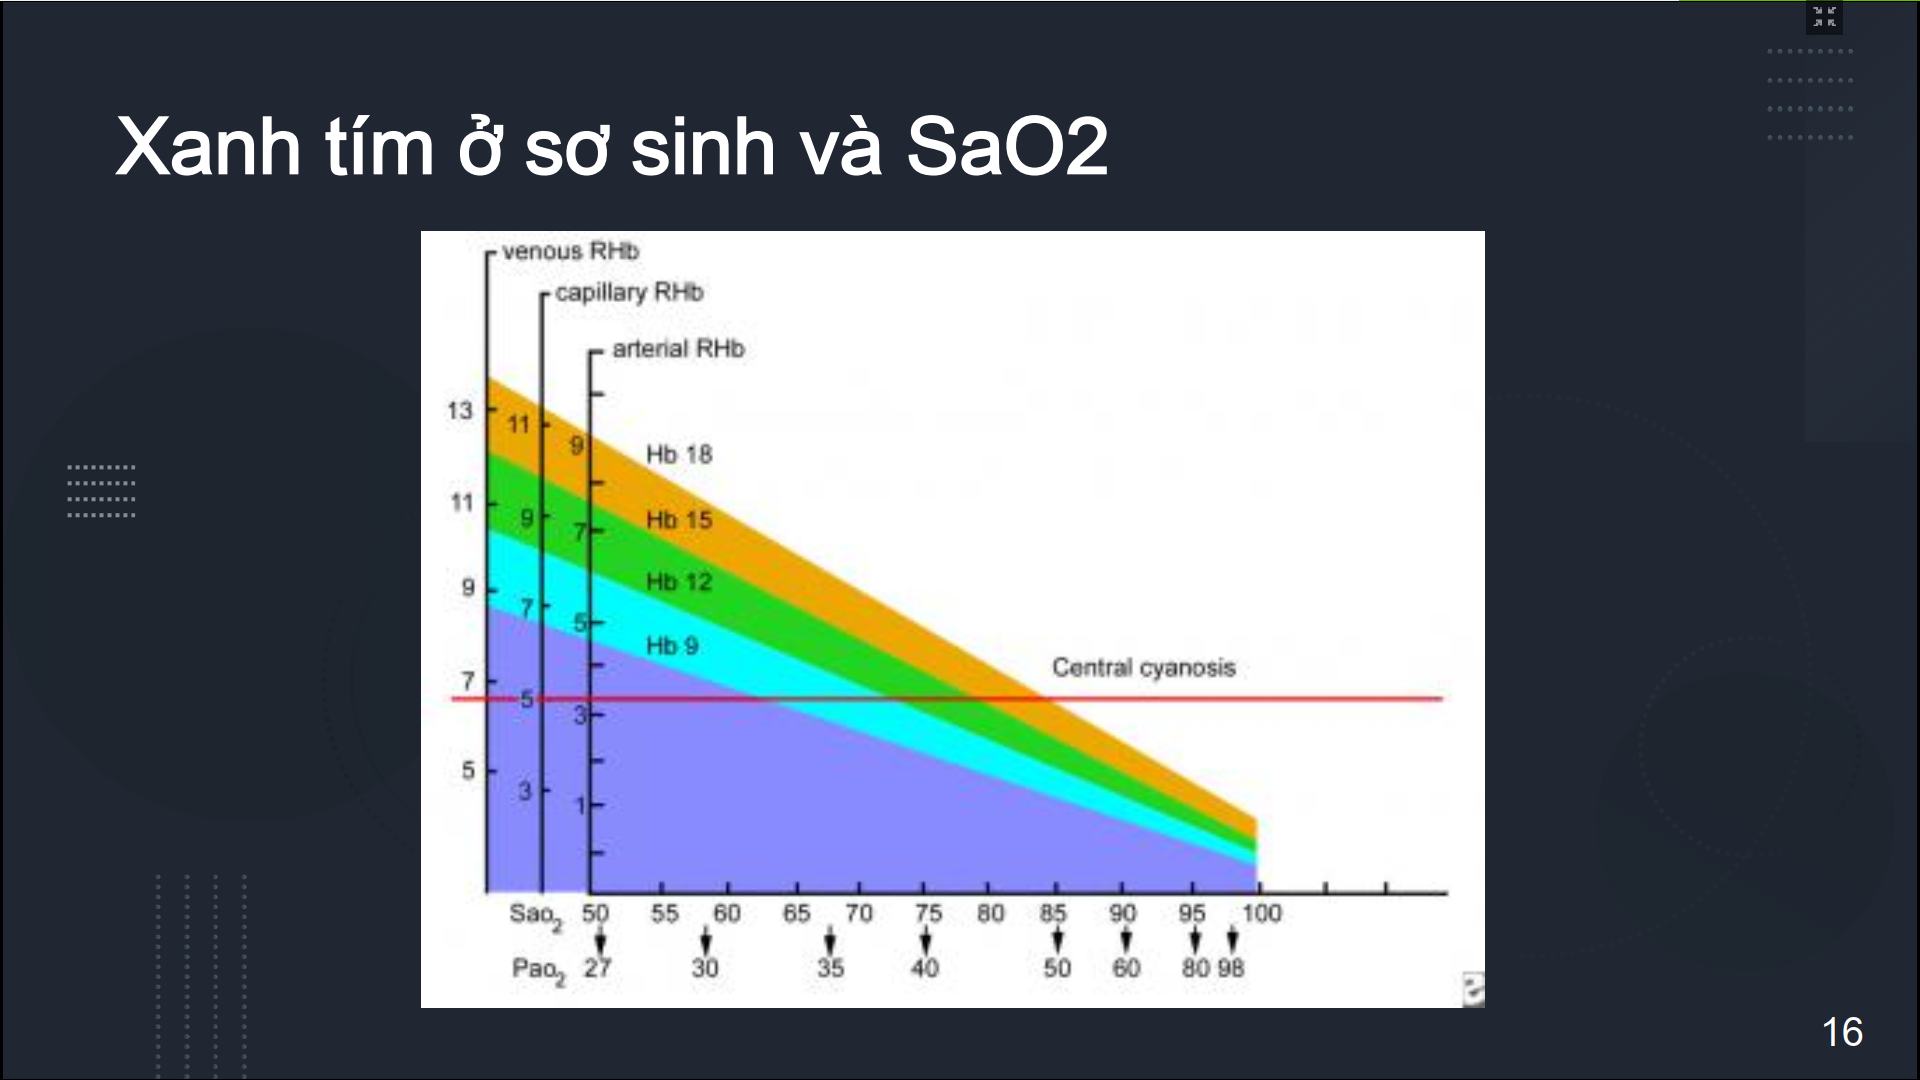 Xanh tím ở sơ sinh và SaO2
venous RHb
capillary RHb
arterial RHb
13
11
9
Hb 18
11
9
7
Hb 15
9
7
5
Hb 12
Hb 9
Central cyanosis
7
5
3
5
3
1
Sao2 50 55 60 65 70 75 80 85 90 95 100
Pao2 27 30 35 40 50 60 80 98
16